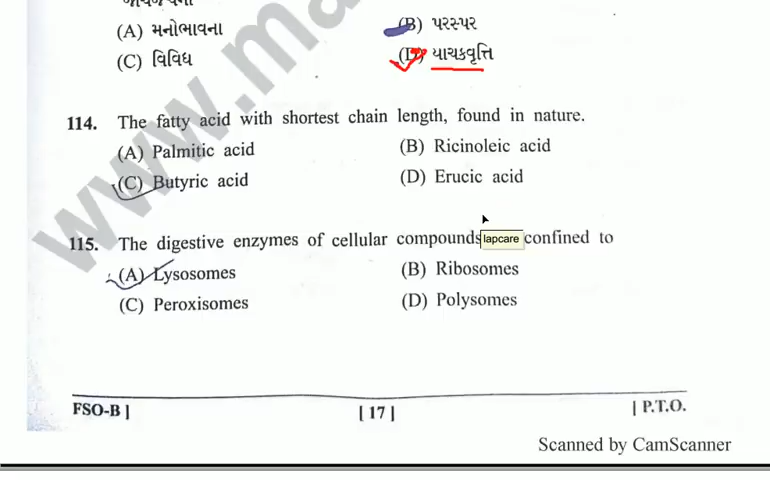 (A) મનોભાવના (B) પરસ્પર
(C) વિવિધ (D) યાચકવૃત્તિ
114. The fatty acid with shortest chain length, found in nature.
(A) Palmitic acid (B) Ricinoleic acid
(C) Butyric acid (D) Erucic acid
115. The digestive enzymes of cellular compounds lapcare confined to
(A) Lysosomes (B) Ribosomes
(C) Peroxisomes (D) Polysomes
FSO-B ] [ 17 ] [ P.T.O.
Scanned by CamScanner
www.ma